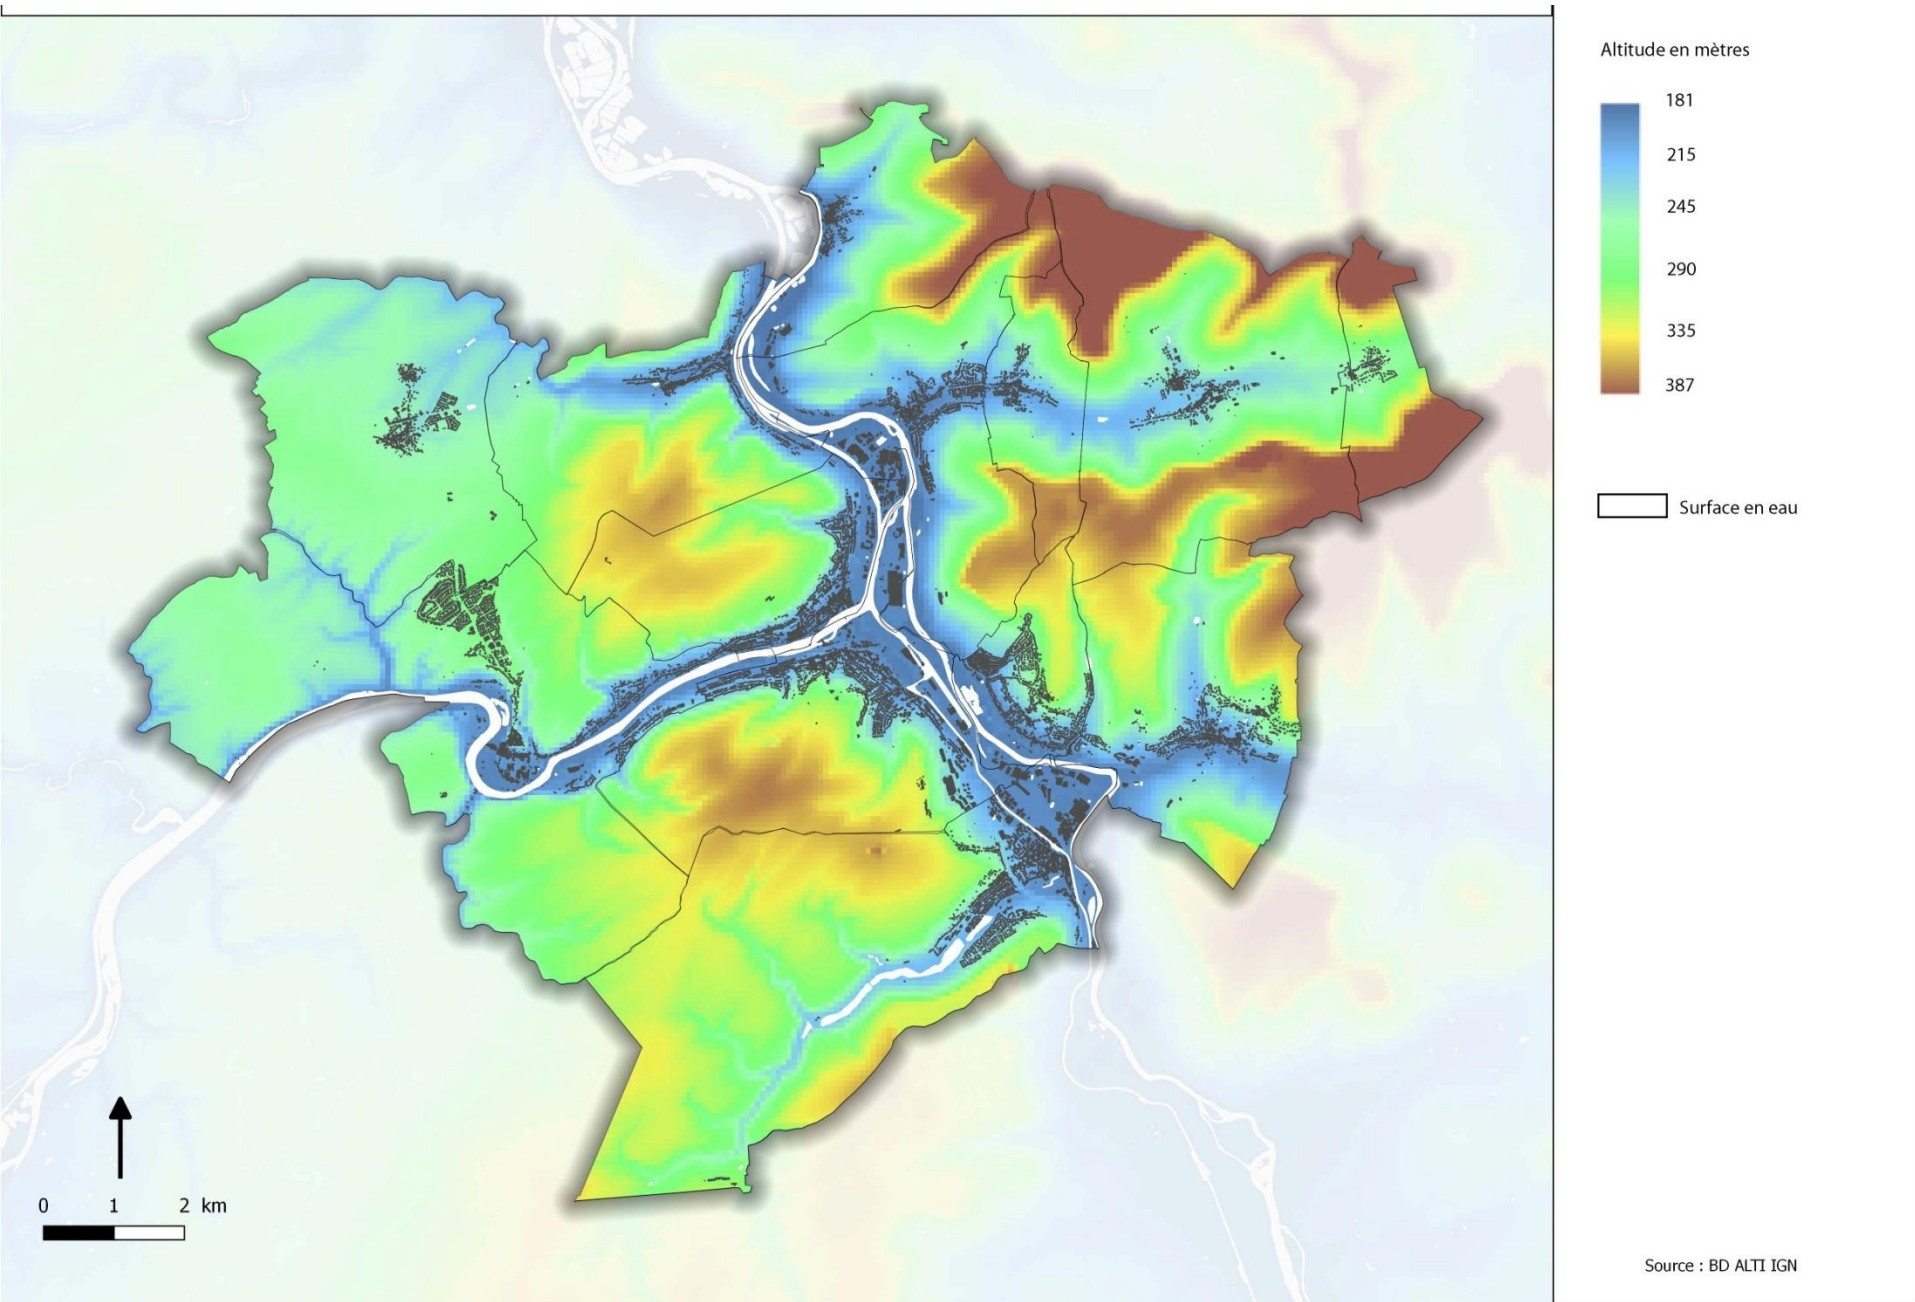 Altitude en mètres
181
215
245
290
335
387
Surface en eau
0 1 2 km
Source : BD ALTI IGN